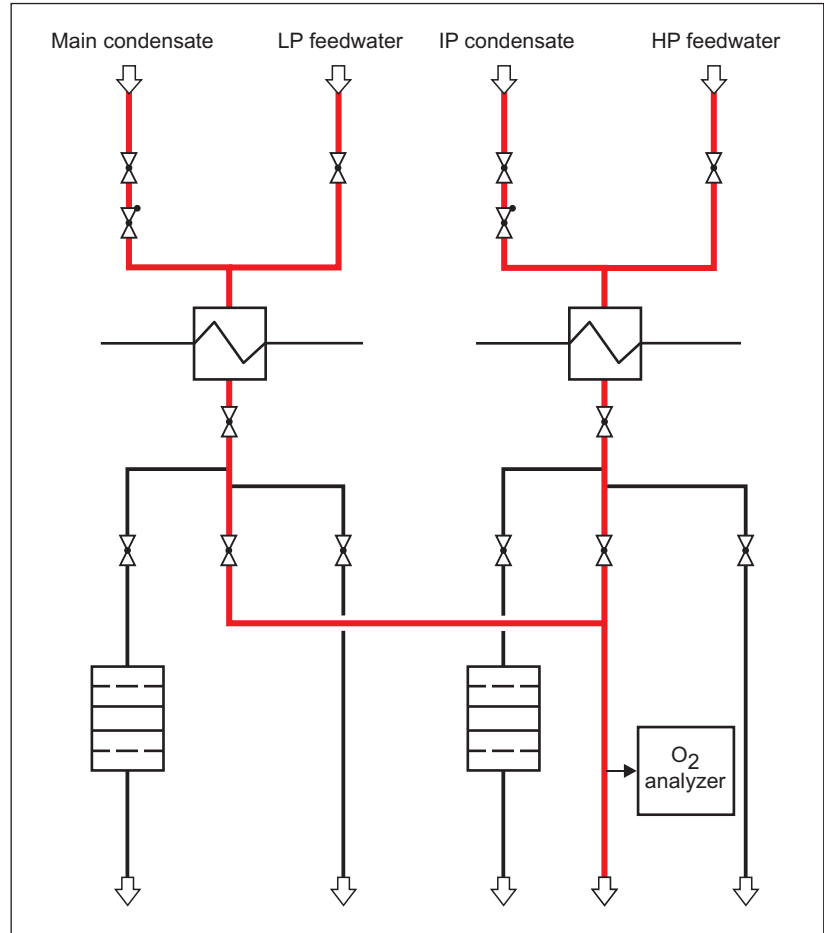 Main condensate
LP feedwater
IP condensate
HP feedwater
O2
analyzer